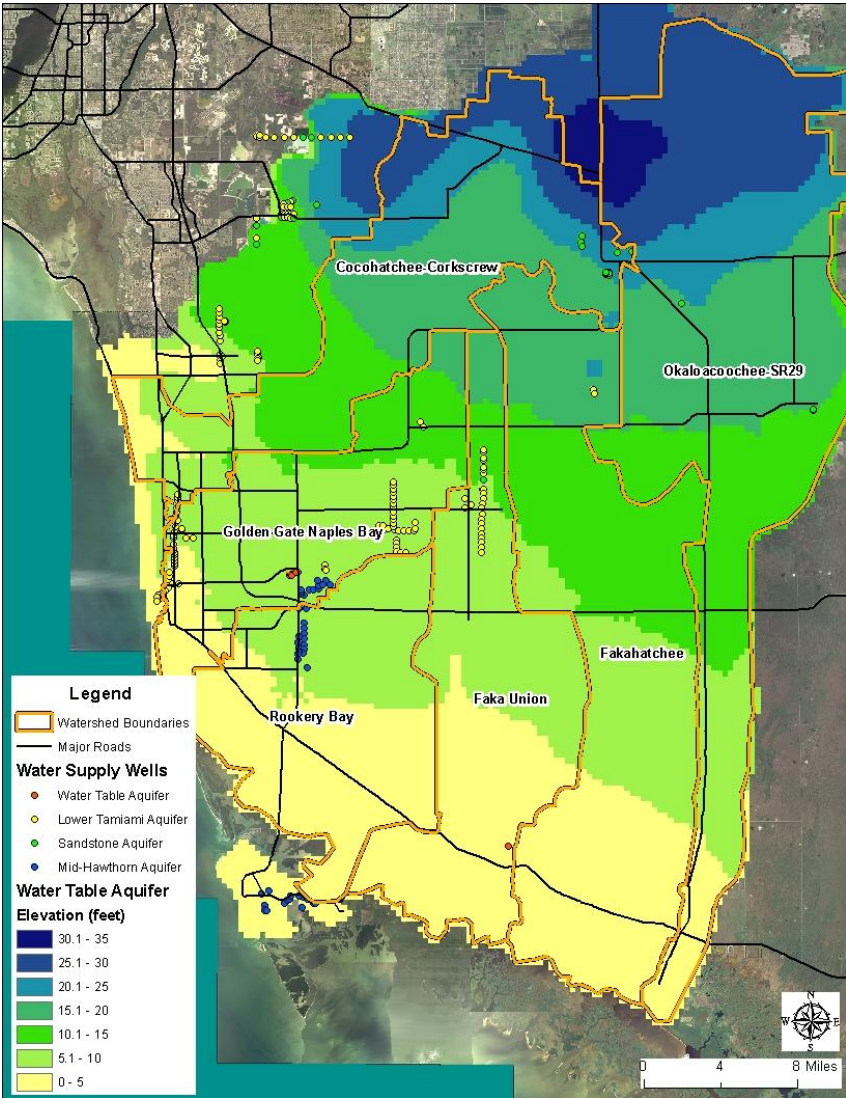 Cocohatchee-Corkscrew
Okaloacoochee-SR29
Golden Gate Naples Bay
Fakahatchee
Faka Union
Rookery Bay
Legend
Watershed Boundaries
Major Roads
Water Supply Wells
Water Table Aquifer
Lower Tamiami Aquifer
Sandstone Aquifer
Mid-Hawthorn Aquifer
Water Table Aquifer
Elevation (feet)
30.1 - 35
25.1 - 30
20.1 - 25
15.1 - 20
10.1 - 15
5.1 - 10
0 - 5
N
W E
S
0 4 8 Miles